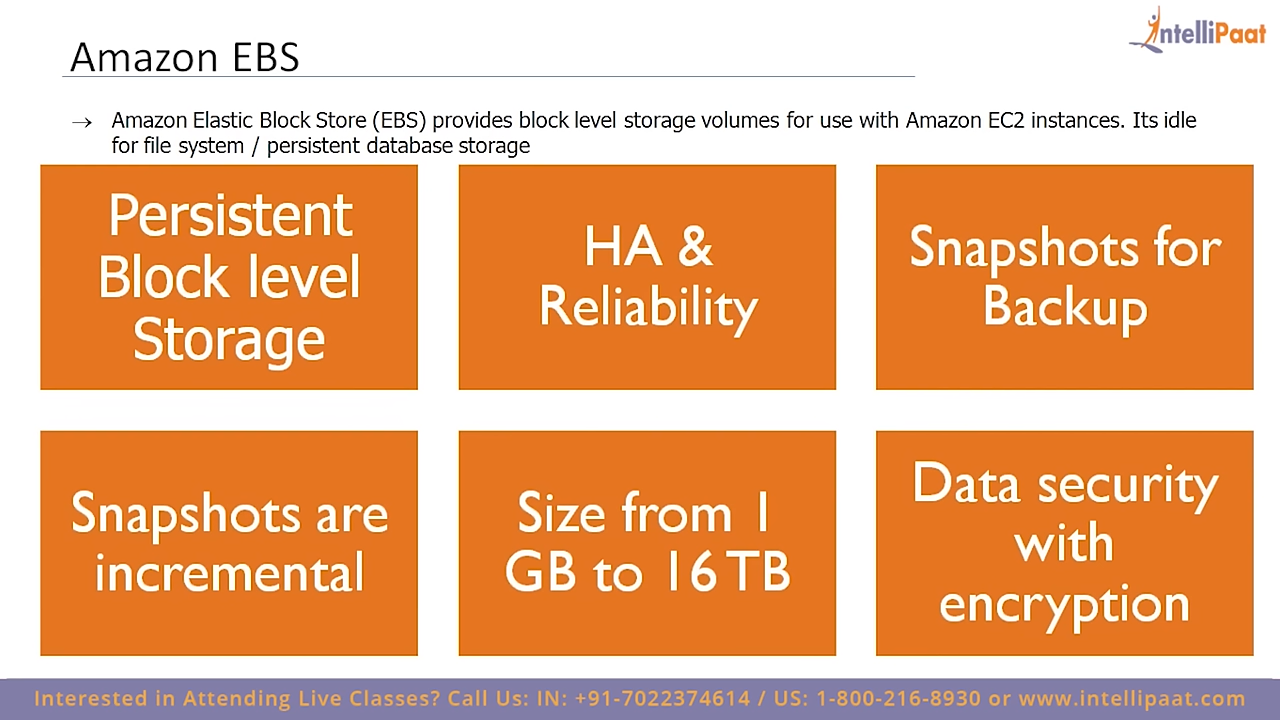 IntelliPaat
Amazon EBS
→ Amazon Elastic Block Store (EBS) provides block level storage volumes for use with Amazon EC2 instances. Its idle
for file system / persistent database storage
Persistent
Block level
Storage
HA &
Reliability
Snapshots for
Backup
Snapshots are
incremental
Size from 1
GB to 16 TB
Data security
with
encryption
Interested in Attending Live Classes? Call Us: IN: +91-7022374614 / US: 1-800-216-8930 or www.intellipaat.com